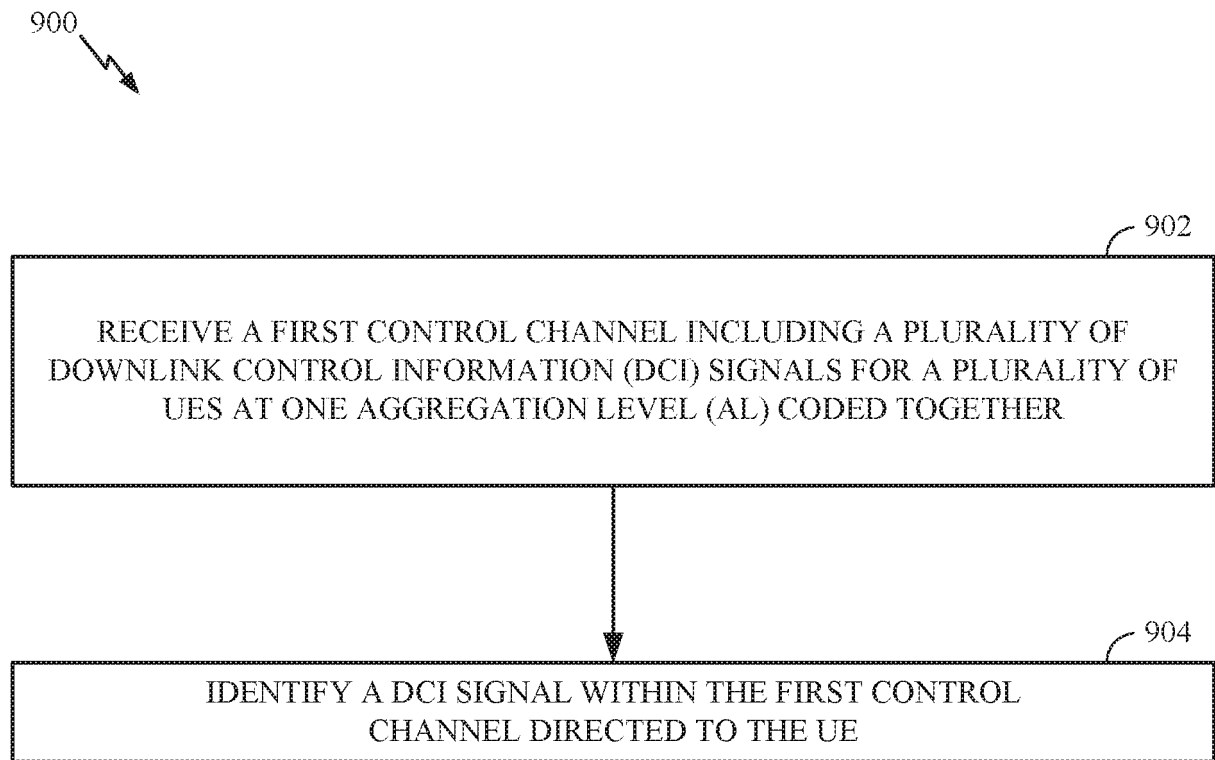 900
902
RECEIVE A FIRST CONTROL CHANNEL INCLUDING A PLURALITY OF
DOWNLINK CONTROL INFORMATION (DCI) SIGNALS FOR A PLURALITY OF
UES AT ONE AGGREGATION LEVEL (AL) CODED TOGETHER
904
IDENTIFY A DCI SIGNAL WITHIN THE FIRST CONTROL
CHANNEL DIRECTED TO THE UE